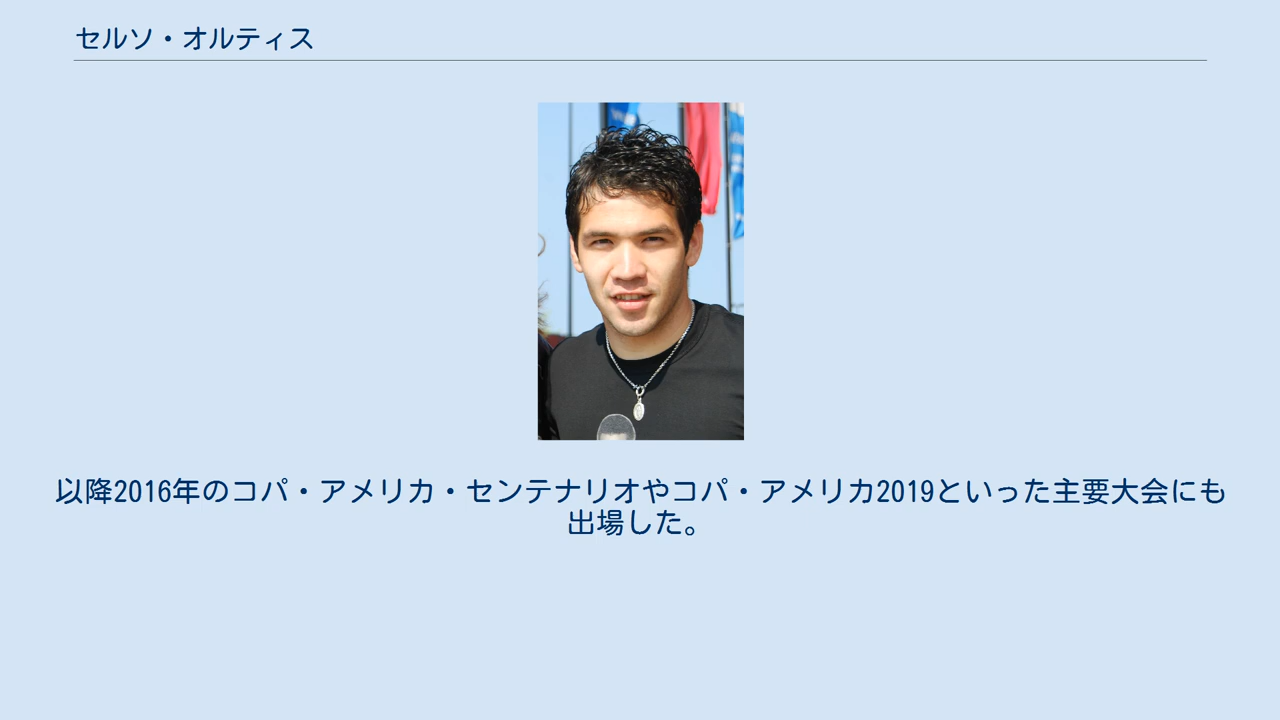 セルソ・オルティス
以降2016年のコパ・アメリカ・センテナリオやコパ・アメリカ2019といった主要大会にも
出場した。